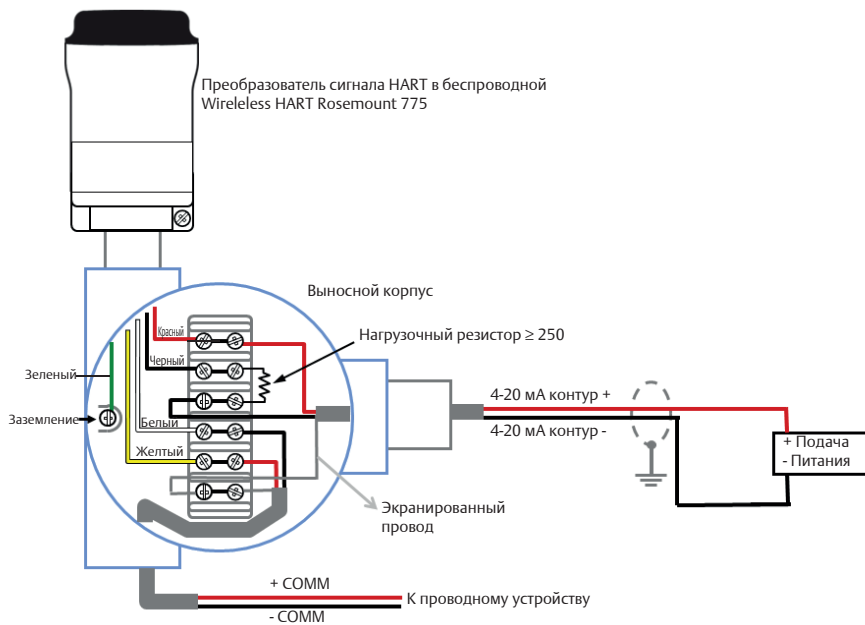 Преобразователь сигнала HART в беспроводной
Wireleless HART Rosemount 775
Выносной корпус
Красный
Нагрузочный резистор ≥ 250
Черный
Зеленый
4-20 мА контур +
Заземление
Белый
4-20 мА контур -
+ Подача
- Питания
Желтый
Экранированный
провод
+ COMM
К проводному устройству
- COMM